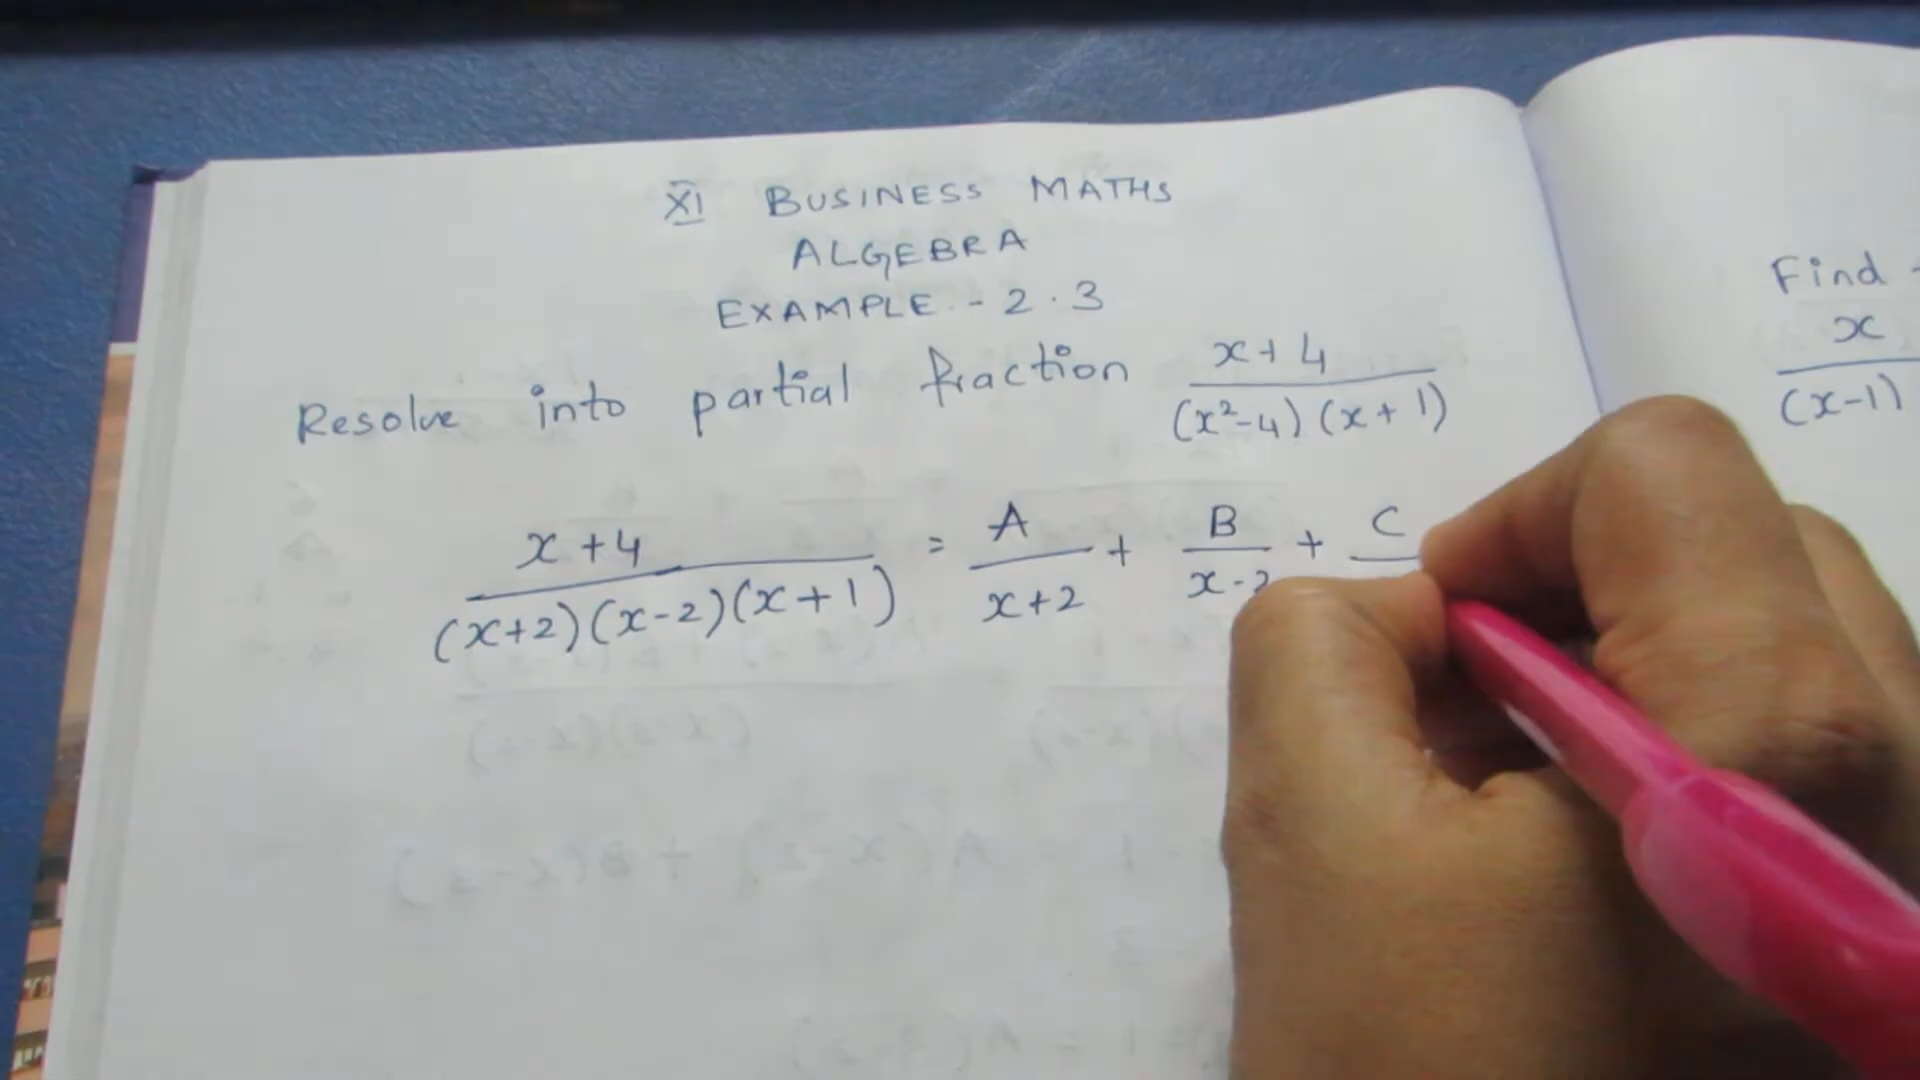 XI BUSINESS MATHS
ALGEBRA
EXAMPLE - 2.3
Resolve into partial fraction x+4
(x²-4)(x+1)
x+4 = A + B + C
(x+2)(x-2)(x+1) x+2 x-2
Find
x
(x-1)